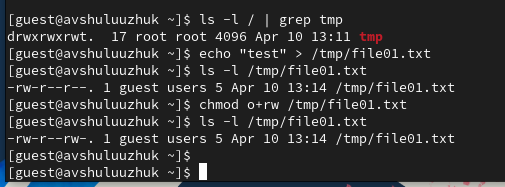 [guest@avshuluuzhuk ~]$ ls -l / | grep tmp
drwxrwxrwt.  17 root root 4096 Apr 10 13:11 tmp
[guest@avshuluuzhuk ~]$ echo "test" > /tmp/file01.txt
[guest@avshuluuzhuk ~]$ ls -l /tmp/file01.txt
-rw-r--r--. 1 guest users 5 Apr 10 13:14 /tmp/file01.txt
[guest@avshuluuzhuk ~]$ chmod o+rw /tmp/file01.txt
[guest@avshuluuzhuk ~]$ ls -l /tmp/file01.txt
-rw-r--rw-. 1 guest users 5 Apr 10 13:14 /tmp/file01.txt
[guest@avshuluuzhuk ~]$
[guest@avshuluuzhuk ~]$